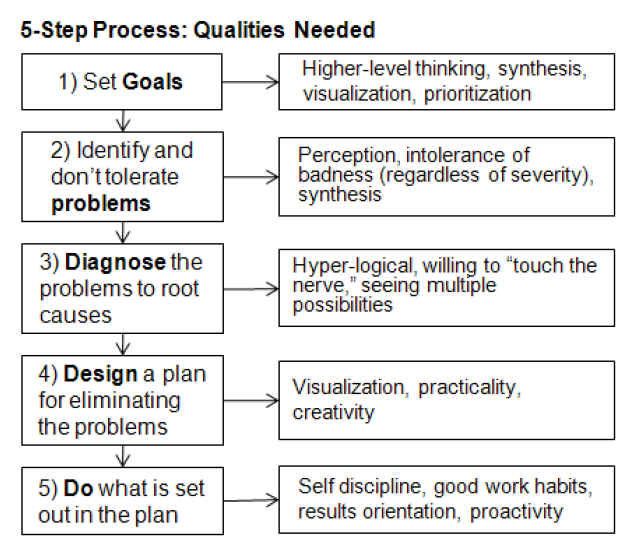 5-Step Process: Qualities Needed
1) Set Goals
Higher-level thinking, synthesis,
visualization, prioritization
2) Identify and
don't tolerate
problems
Perception, intolerance of
badness (regardless of severity),
synthesis
3) Diagnose the
problems to root
causes
Hyper-logical, willing to “touch the
nerve,” seeing multiple
possibilities
4) Design a plan
for eliminating
the problems
Visualization, practicality,
creativity
5) Do what is set
out in the plan
Self discipline, good work habits,
results orientation, proactivity